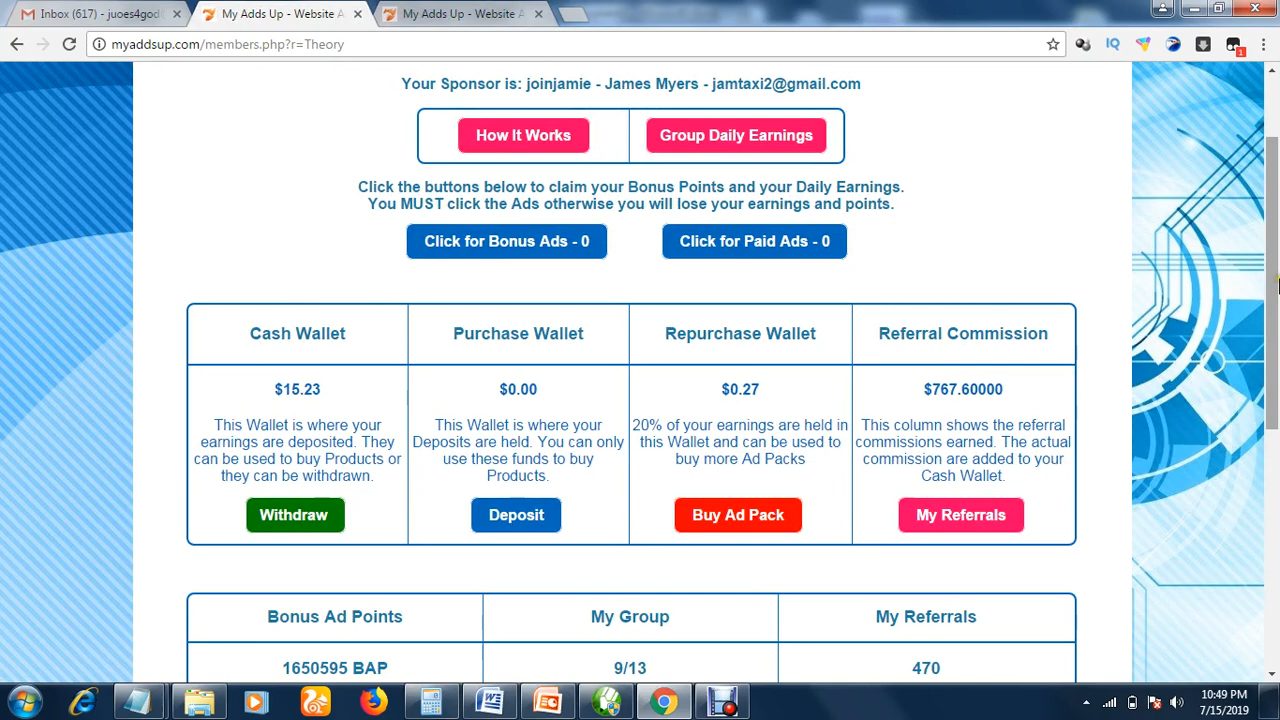 Inbox (617) - juoes4god
My Adds Up - Website A
My Adds Up - Website A
myaddsup.com/members.php?r=Theory
IQ
1
Your Sponsor is: joinjamie - James Myers - jamtaxi2@gmail.com
How It Works
Group Daily Earnings
Click the buttons below to claim your Bonus Points and your Daily Earnings.
You MUST click the Ads otherwise you will lose your earnings and points.
Click for Bonus Ads - 0
Click for Paid Ads - 0
Cash Wallet
Purchase Wallet
Repurchase Wallet
Referral Commission
$15.23
$0.00
$0.27
$767.60000
This Wallet is where your
earnings are deposited. They
can be used to buy Products or
they can be withdrawn.
This Wallet is where your
Deposits are held. You can only
use these funds to buy
Products.
20% of your earnings are held in
this Wallet and can be used to
buy more Ad Packs
This column shows the referral
commissions earned. The actual
commission are added to your
Cash Wallet.
Withdraw
Deposit
Buy Ad Pack
My Referrals
Bonus Ad Points
My Group
My Referrals
1650595 BAP
9/13
470
10:49 PM
7/15/2019